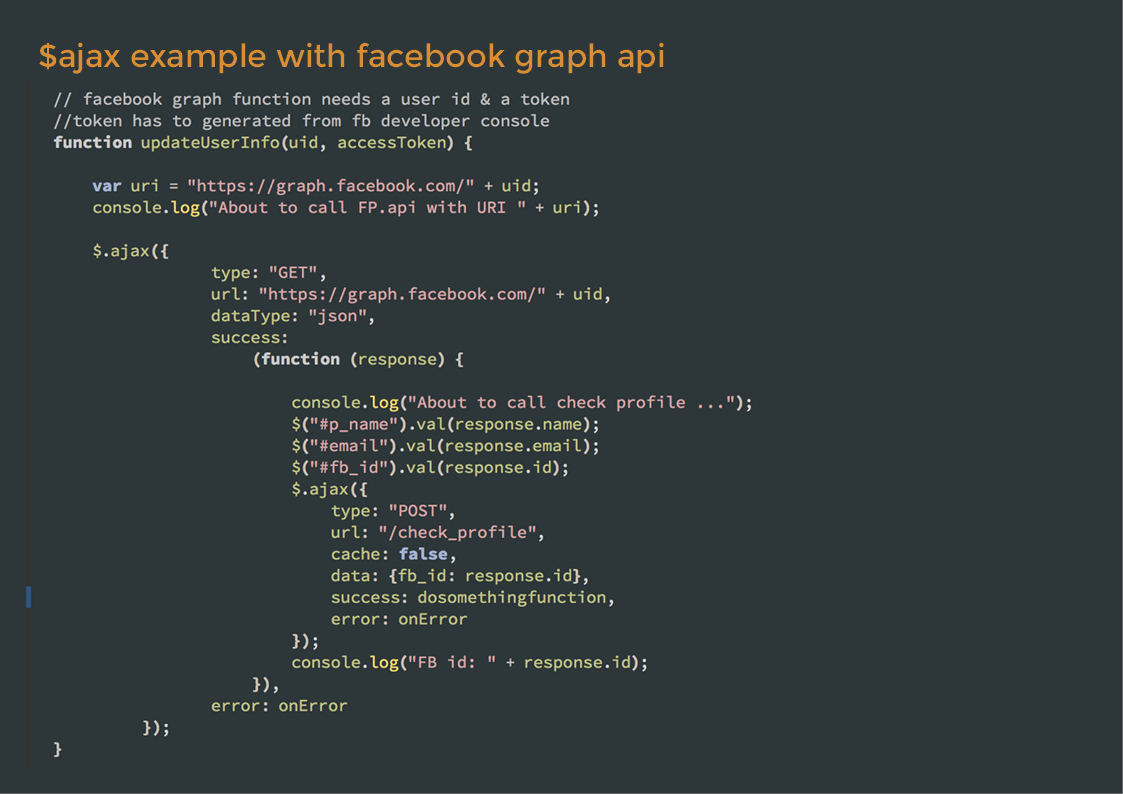 $ajax example with facebook graph api
// facebook graph function needs a user id & a token
//token has to generated from fb developer console
function updateUserInfo(uid, accessToken) {
var uri = "https://graph.facebook.com/" + uid;
console.log("About to call FP.api with URI " + uri);
$.ajax({
type: "GET",
url: "https://graph.facebook.com/" + uid,
dataType: "json",
success:
(function (response) {
console.log("About to call check profile ...");
$("#p_name").val(response.name);
$("#email").val(response.email);
$("#fb_id").val(response.id);
$.ajax({
type: "POST",
url: "/check_profile",
cache: false,
data: {fb_id: response.id},
success: dosomethingfunction,
error: onError
});
console.log("FB id: " + response.id);
}),
error: onError
});
}